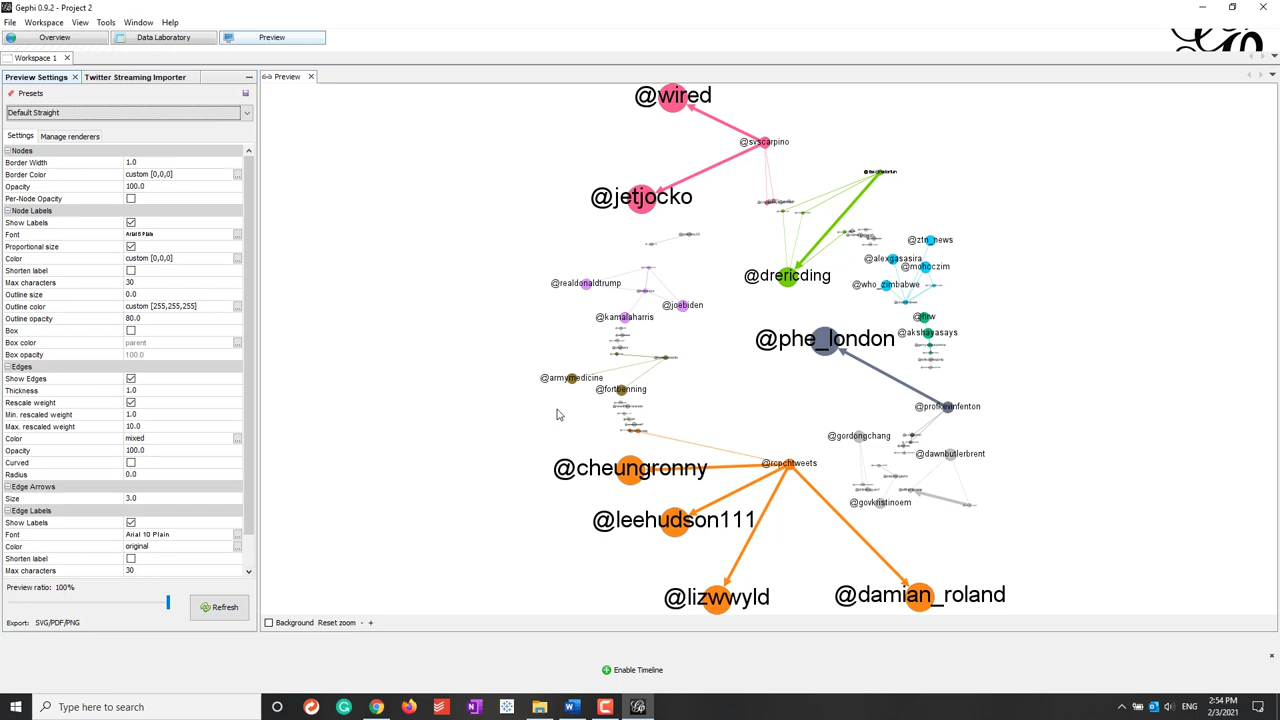 Gephi 0.9.2 - Project 2
File Workspace View Tools Window Help
Overview Data Laboratory Preview
Workspace 1
Preview Settings Twitter Streaming Importer
Preview
Presets
Default Straight
Settings Manage renderers
Nodes
Border Width 1.0
Border Color custom [0,0,0]
Opacity 100.0
Per-Node Opacity
Node Labels
Show Labels
Font Arial 8 Plain
Proportional size
Color custom [0,0,0]
Shorten label
Max characters 30
Outline size 0.0
Outline color custom [255,255,255]
Outline opacity 80.0
Box
Box color parent
Box opacity 100.0
Edges
Show Edges
Thickness 1.0
Rescale weight
Min. rescaled weight 1.0
Max. rescaled weight 10.0
Color mixed
Opacity 100.0
Curved
Radius 0.0
Edge Arrows
Size 3.0
Edge Labels
Show Labels
Font Arial 10 Plain
Color original
Shorten label
Max characters 30
Preview ratio: 100%
Refresh
Export: SVG/PDF/PNG
@wired
@svscarpino
@jetjocko
@drericding
@ztn_news
@alexgasasira
@mohcczim
@who_zimbabwe
@realdonaldtrump
@joebiden
@kamalaharris
@hrw
@akshayasays
@phe_london
@armymedicine
@fortbenning
@profkevinfenton
@gordongchang
@dawnbutlerbrent
@cheungronny
@rcpchtweets
@govkristinoem
@leehudson111
@lizwwyld
@damian_roland
Background Reset zoom - +
Enable Timeline
Type here to search
ENG
2:54 PM
2/3/2021